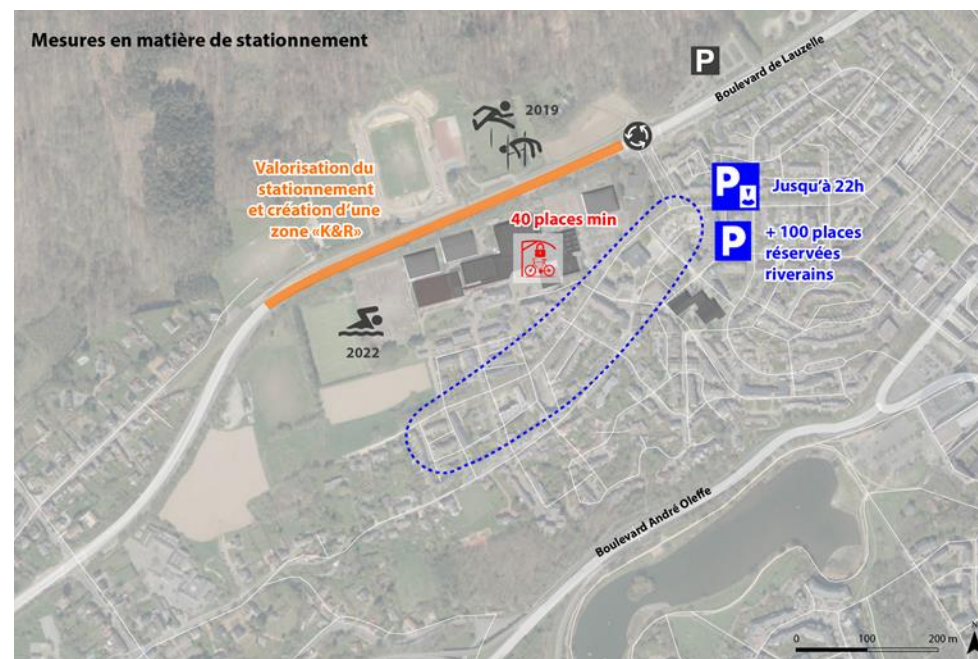 Mesures en matière de stationnement
P
Boulevard de Lauzelle
2019
Valorisation du
stationnement
et création d'une
zone «K&R»
P
Jusqu'à 22h
40 places min
P
+ 100 places
réservées
riverains
2022
Boulevard André Oleffe
N
0 100 200 m